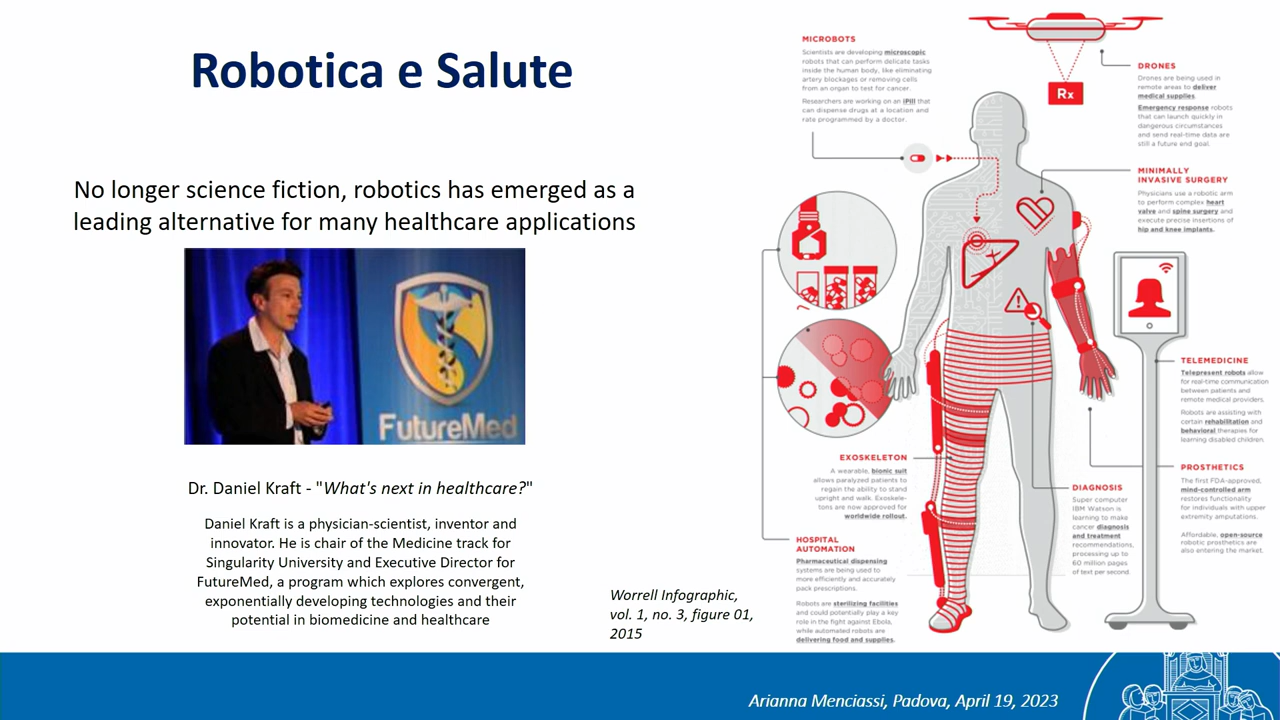 Robotica e Salute
No longer science fiction, robotics has emerged as a
leading alternative for many healthcare applications
FutureMe
Dr. Daniel Kraft - "What's next in healthcare?"
Daniel Kraft is a physician-scientist, inventor and
innovator. He is chair of the Medicine track for
Singularity University and Executive Director for
FutureMed, a program which explores convergent,
exponentially developing technologies and their
potential in biomedicine and healthcare
Worrell Infographic,
vol. 1, no. 3, figure 01,
2015
MICROBOTS
Scientists are developing microscopic
robots that can perform delicate tasks
inside the human body, like eliminating
artery blockages or removing cells
from an organ to test for cancer.
Researchers are working on an iPill that
can dispense drugs at a location and
rate programmed by a doctor.
Rx
DRONES
Drones are being used in
remote areas to deliver
medical supplies.
Emergency response robots
that can launch quickly in
dangerous circumstances
and send real-time data are
still a future and goal.
MINIMALLY
INVASIVE SURGERY
Physicians use a robotic arm
to perform complex heart
valve and spine surgery and
execute precise insertions of
hip and knee implants.
TELEMEDICINE
Telepresent robots allow
for real-time communication
between patients and
remote medical providers.
Robots are assisting with
certain rehabilitation and
behavioral therapies for
learning disabled children.
EXOSKELETON
A wearable, bionic suit
allows paralyzed patients to
regain the ability to stand
upright and walk. Exoskele-
tons are now approved for
worldwide rollout.
DIAGNOSIS
Super computer
IBM Watson is
learning to make
cancer diagnosis
and treatment
recommendations,
processing up to
60 million pages
of text per second.
PROSTHETICS
The first FDA-approved,
mind-controlled arm
restores functionality
for individuals with upper
extremity amputations.
Affordable, open-source
robotic prosthetics are
also entering the market.
HOSPITAL
AUTOMATION
Pharmaceutical dispensing
systems are being used to
more efficiently and accurately
pack prescriptions.
Robots are sterilizing facilities
and could potentially play a key
role in the fight against Ebola,
while automated robots are
delivering food and supplies.
Arianna Menciassi, Padova, April 19, 2023